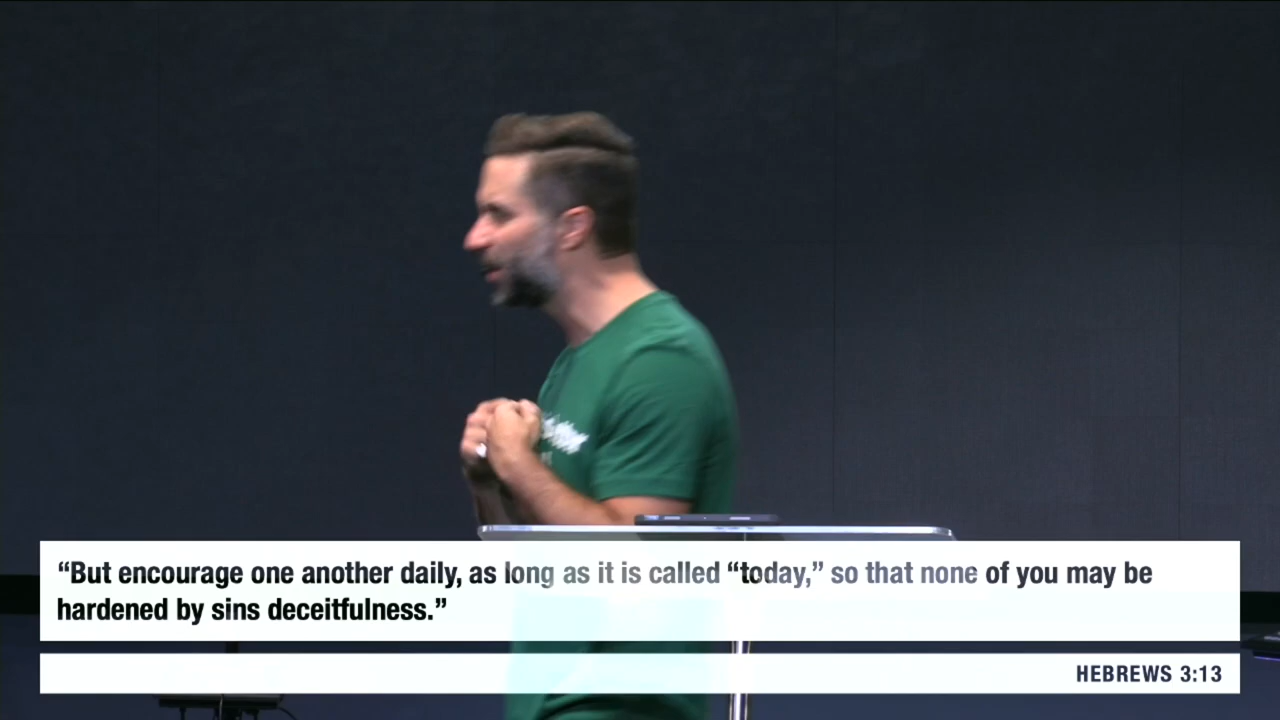 “But encourage one another daily, as long as it is called “today,” so that none of you may be
hardened by sins deceitfulness.”
HEBREWS 3:13